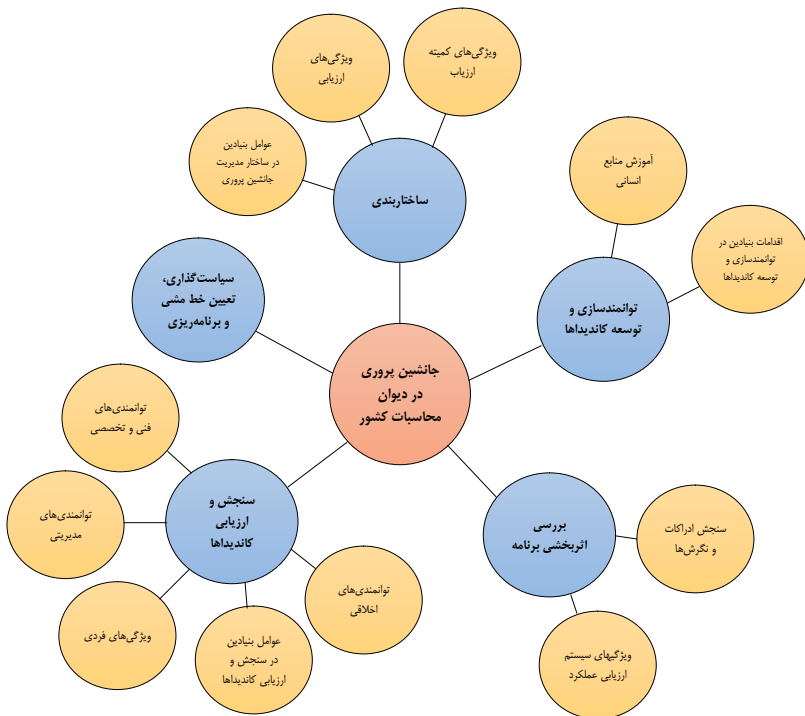 ویژگی‌های کمیته
ارزیاب
ویژگی‌های
ارزیابی
عوامل بنیادین
در ساختار مدیریت
جانشین پروری
ساختاربندی
آموزش منابع
انسانی
اقدامات بنیادین در
توانمندسازی و
توسعه کاندیداها
توانمندسازی و
توسعه کاندیداها
سیاست‌گذاری،
تعیین خط مشی
و برنامه‌ریزی
جانشین پروری
در دیوان
محاسبات کشور
توانمندی‌های
فنی و تخصصی
توانمندی‌های
مدیریتی
سنجش و
ارزیابی
کاندیداها
ویژگی‌های فردی
عوامل بنیادین
در سنجش و
ارزیابی کاندیداها
توانمندی‌های
اخلاقی
بررسی
اثربخشی برنامه
سنجش ادراکات
و نگرش‌ها
ویژگیهای سیستم
ارزیابی عملکرد